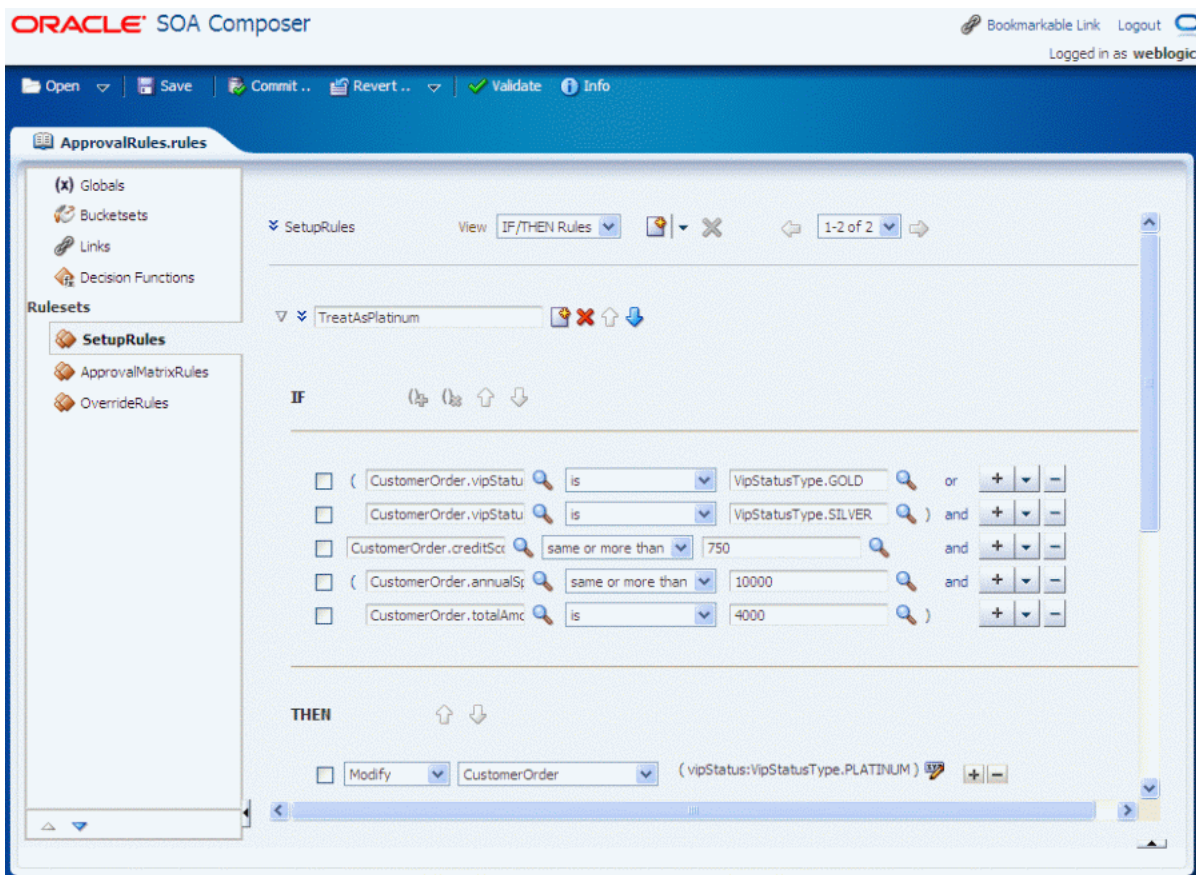 ORACLE SOA Composer
Bookmarkable Link Logout
Logged in as weblogic
Open Save Commit .. Revert .. Validate Info
ApprovalRules.rules
(x) Globals
Bucketsets
Links
Decision Functions
Rulesets
SetupRules
ApprovalMatrixRules
OverrideRules
SetupRules View IF/THEN Rules 1-2 of 2
TreatAsPlatinum
IF
( CustomerOrder.vipStatu is VipStatusType.GOLD or
CustomerOrder.vipStatu is VipStatusType.SILVER ) and
CustomerOrder.creditSco same or more than 750 and
( CustomerOrder.annualSp same or more than 10000 and
CustomerOrder.totalAmo is 4000 )
THEN
Modify CustomerOrder ( vipStatus:VipStatusType.PLATINUM )